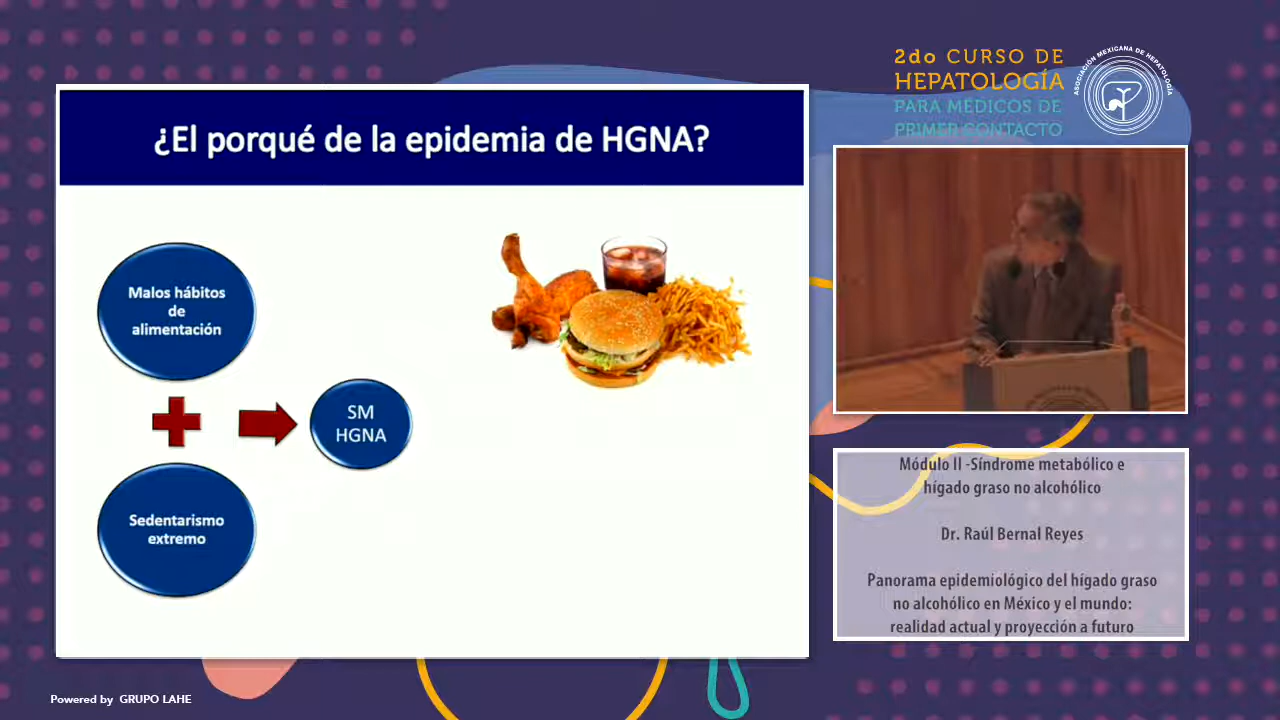 2do CURSO DE
HEPATOLOGÍA
PARA MÉDICOS DE
PRIMER CONTACTO
ASOCIACIÓN MEXICANA DE HEPATOLOGÍA
¿El porqué de la epidemia de HGNA?
Malos hábitos
de
alimentación
SM
HGNA
Sedentarismo
extremo
Módulo II -Síndrome metabólico e
hígado graso no alcohólico
Dr. Raúl Bernal Reyes
Panorama epidemiológico del hígado graso
no alcohólico en México y el mundo:
realidad actual y proyección a futuro
Powered by GRUPO LAHE